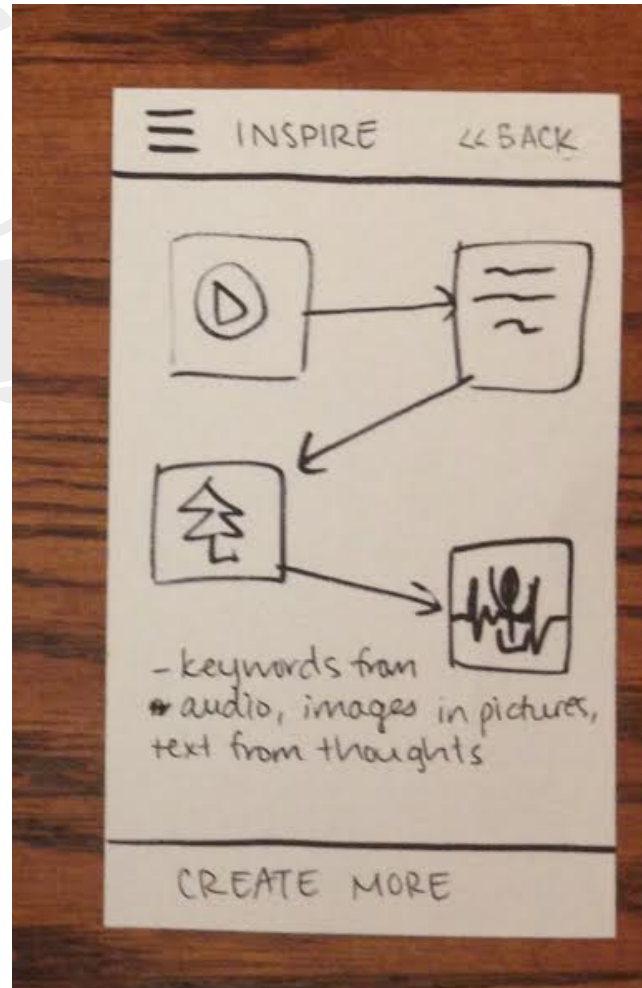 INSPIRE << BACK
- keywords from
audio, images in pictures,
text from thoughts
CREATE MORE